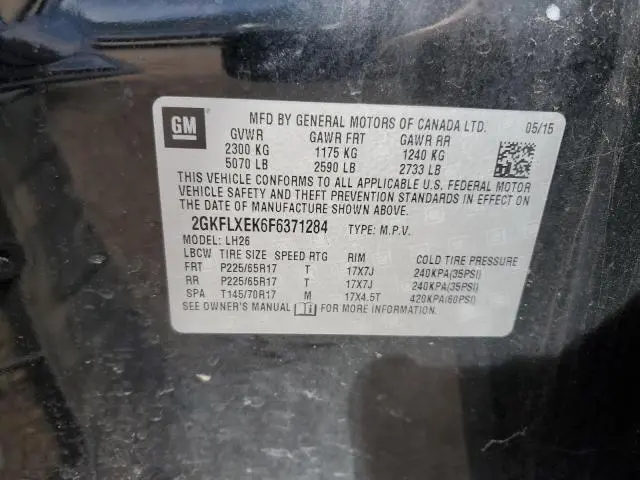 GM
MFD BY GENERAL MOTORS OF CANADA LTD. 05/15
GVWR GAWR FRT GAWR RR
2300 KG 1175 KG 1240 KG
5070 LB 2590 LB 2733 LB
THIS VEHICLE CONFORMS TO ALL APPLICABLE U.S. FEDERAL MOTOR
VEHICLE SAFETY AND THEFT PREVENTION STANDARDS IN EFFECT ON
THE DATE OF MANUFACTURE SHOWN ABOVE.
2GKFLXEK6F6371284 TYPE: M.P.V.
MODEL: LH26
LBCW TIRE SIZE SPEED RTG RIM COLD TIRE PRESSURE
FRT P225/65R17 T 17X7J 240KPA(35PSI)
RR P225/65R17 T 17X7J 240KPA(35PSI)
SPA T145/70R17 M 17X4.5T 420KPA(60PSI)
SEE OWNER'S MANUAL FOR MORE INFORMATION.